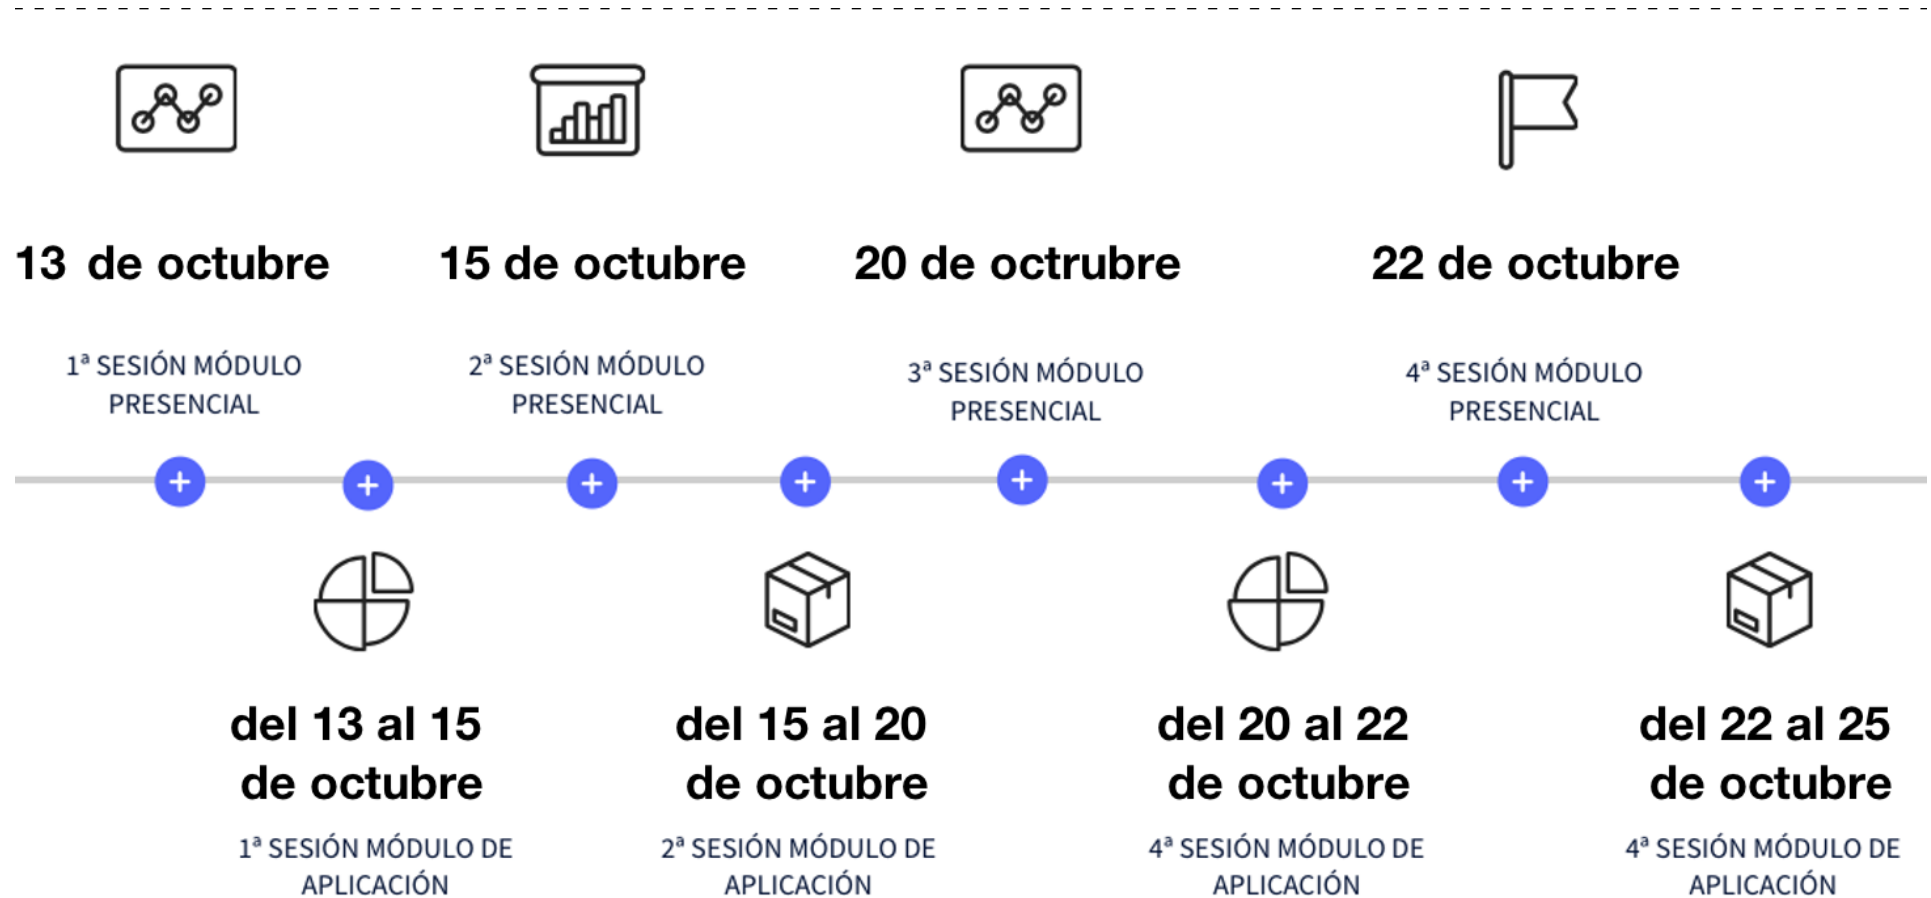 13 de octubre
15 de octubre
20 de octrubre
22 de octubre
1ª SESIÓN MÓDULO
PRESENCIAL
2ª SESIÓN MÓDULO
PRESENCIAL
3ª SESIÓN MÓDULO
PRESENCIAL
4ª SESIÓN MÓDULO
PRESENCIAL
del 13 al 15
de octubre
1ª SESIÓN MÓDULO DE
APLICACIÓN
del 15 al 20
de octubre
2ª SESIÓN MÓDULO DE
APLICACIÓN
del 20 al 22
de octubre
4ª SESIÓN MÓDULO DE
APLICACIÓN
del 22 al 25
de octubre
4ª SESIÓN MÓDULO DE
APLICACIÓN